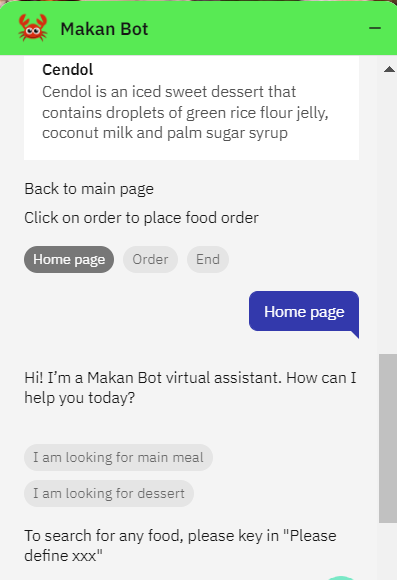 Makan Bot
Cendol
Cendol is an iced sweet dessert that
contains droplets of green rice flour jelly,
coconut milk and palm sugar syrup
Back to main page
Click on order to place food order
Home page Order End
Home page
Hi! I’m a Makan Bot virtual assistant. How can I
help you today?
I am looking for main meal
I am looking for dessert
To search for any food, please key in "Please
define xxx"